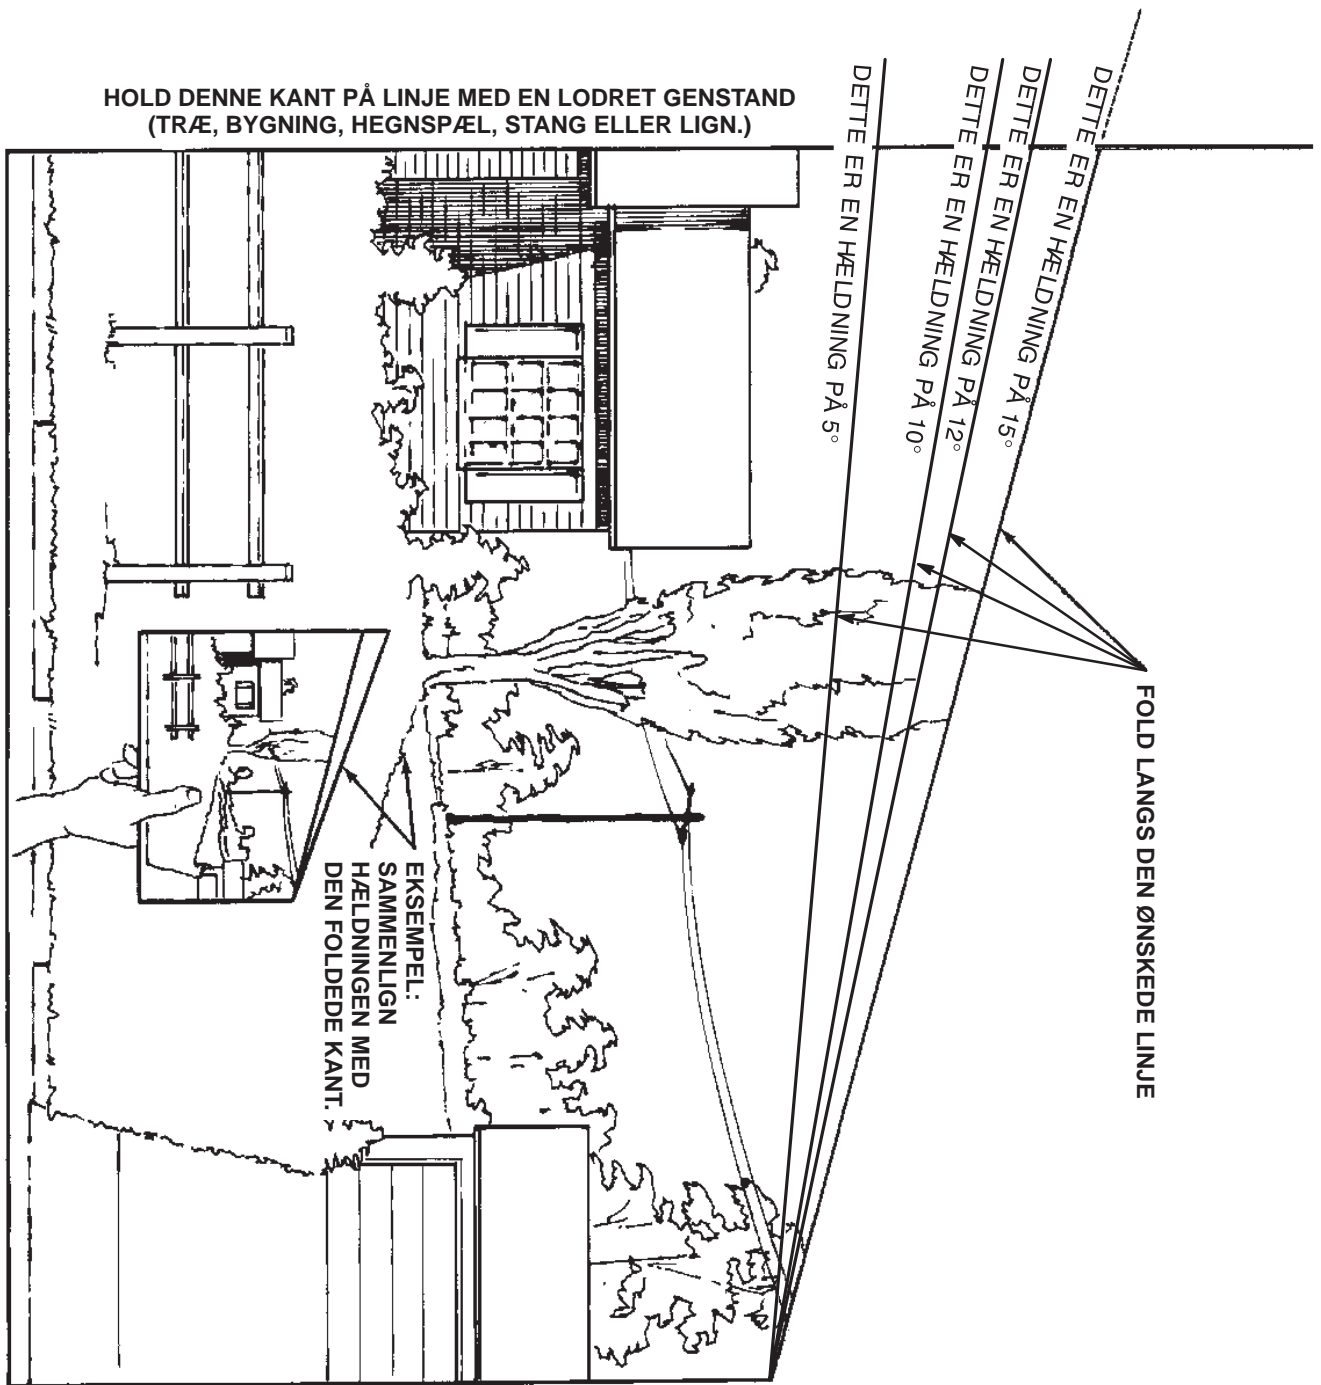 HOLD DENNE KANT PÅ LINJE MED EN LODRET GENSTAND
(TRÆ, BYGNING, HEGNSPÆL, STANG ELLER LIGN.)
DETTE ER EN HÆLDNING PÅ 5°
DETTE ER EN HÆLDNING PÅ 10°
DETTE ER EN HÆLDNING PÅ 12°
DETTE ER EN HÆLDNING PÅ 15°
FOLD LANGS DEN ØNSKEDE LINJE
EKSEMPEL:
SAMMENLIGN
HÆLDNINGEN MED
DEN FOLDEDE KANT.